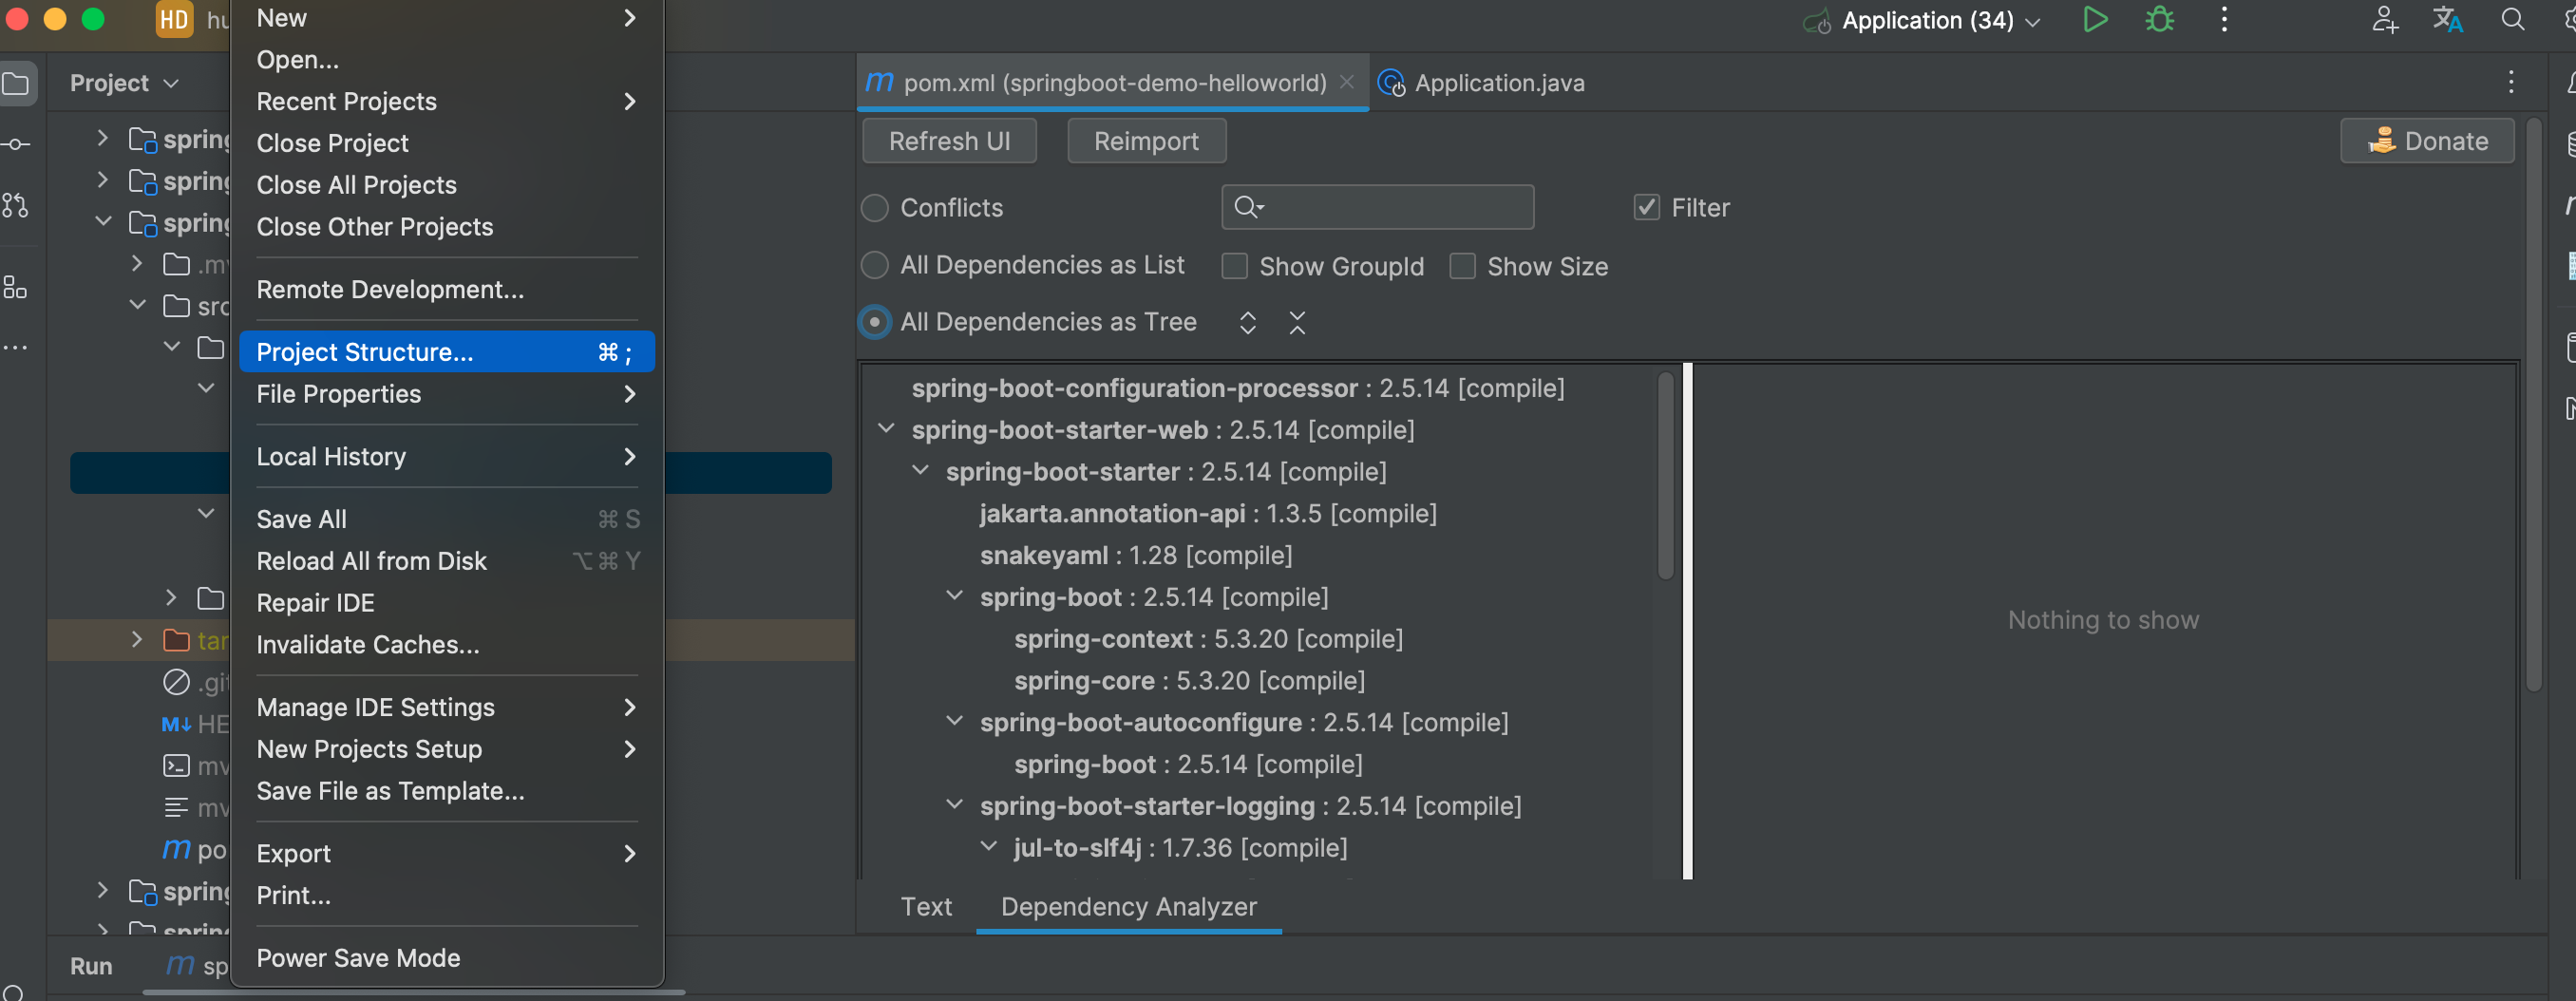 HD hu
Application (34)
New
Open...
Recent Projects
Close Project
Close All Projects
Close Other Projects
Remote Development...
Project Structure... ⌘ ;
File Properties
Local History
Save All ⌘ S
Reload All from Disk ⌥ ⌘ Y
Repair IDE
Invalidate Caches...
Manage IDE Settings
New Projects Setup
Save File as Template...
Export
Print...
Power Save Mode
Project
spring
spring
spring
.mv
src
tar
.git
M↓ HE
mv
mv
m po
spring
spring
Run
m sp
m pom.xml (springboot-demo-helloworld)
Application.java
Refresh UI
Reimport
Donate
Conflicts
Filter
All Dependencies as List
Show GroupId
Show Size
All Dependencies as Tree
spring-boot-configuration-processor : 2.5.14 [compile]
spring-boot-starter-web : 2.5.14 [compile]
spring-boot-starter : 2.5.14 [compile]
jakarta.annotation-api : 1.3.5 [compile]
snakeyaml : 1.28 [compile]
spring-boot : 2.5.14 [compile]
spring-context : 5.3.20 [compile]
spring-core : 5.3.20 [compile]
spring-boot-autoconfigure : 2.5.14 [compile]
spring-boot : 2.5.14 [compile]
spring-boot-starter-logging : 2.5.14 [compile]
jul-to-slf4j : 1.7.36 [compile]
Nothing to show
Text
Dependency Analyzer